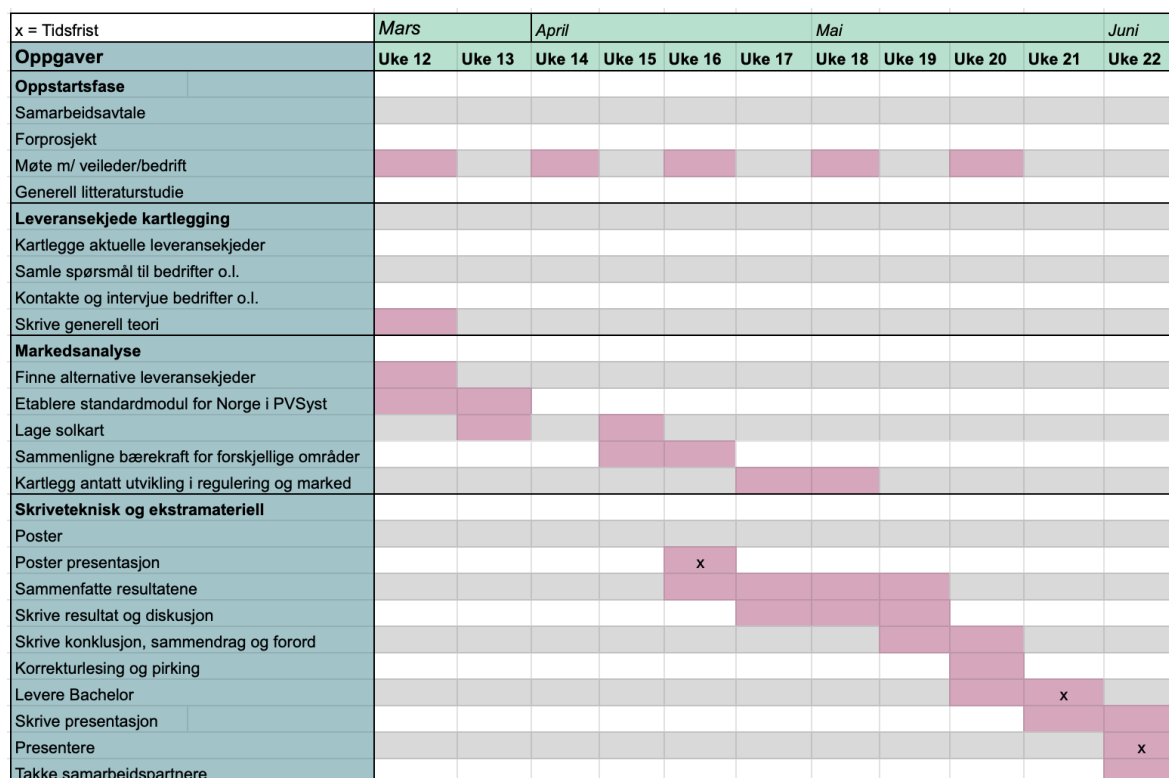 x = Tidsfrist Mars April Mai Juni
Oppgaver Uke 12 Uke 13 Uke 14 Uke 15 Uke 16 Uke 17 Uke 18 Uke 19 Uke 20 Uke 21 Uke 22
Oppstartsfase
Samarbeidsavtale
Forprosjekt
Møte m/ veileder/bedrift
Generell litteraturstudie
Leveransekjede kartlegging
Kartlegge aktuelle leveransekjeder
Samle spørsmål til bedrifter o.l.
Kontakte og intervjue bedrifter o.l.
Skrive generell teori
Markedsanalyse
Finne alternative leveransekjeder
Etablere standardmodul for Norge i PVSyst
Lage solkart
Sammenligne bærekraft for forskjellige områder
Kartlegg antatt utvikling i regulering og marked
Skriveteknisk og ekstramateriell
Poster
Poster presentasjon x
Sammenfatte resultatene
Skrive resultat og diskusjon
Skrive konklusjon, sammendrag og forord
Korrekturlesing og pirking
Levere Bachelor x
Skrive presentasjon
Presentere x
Takke samarbeidspartnere